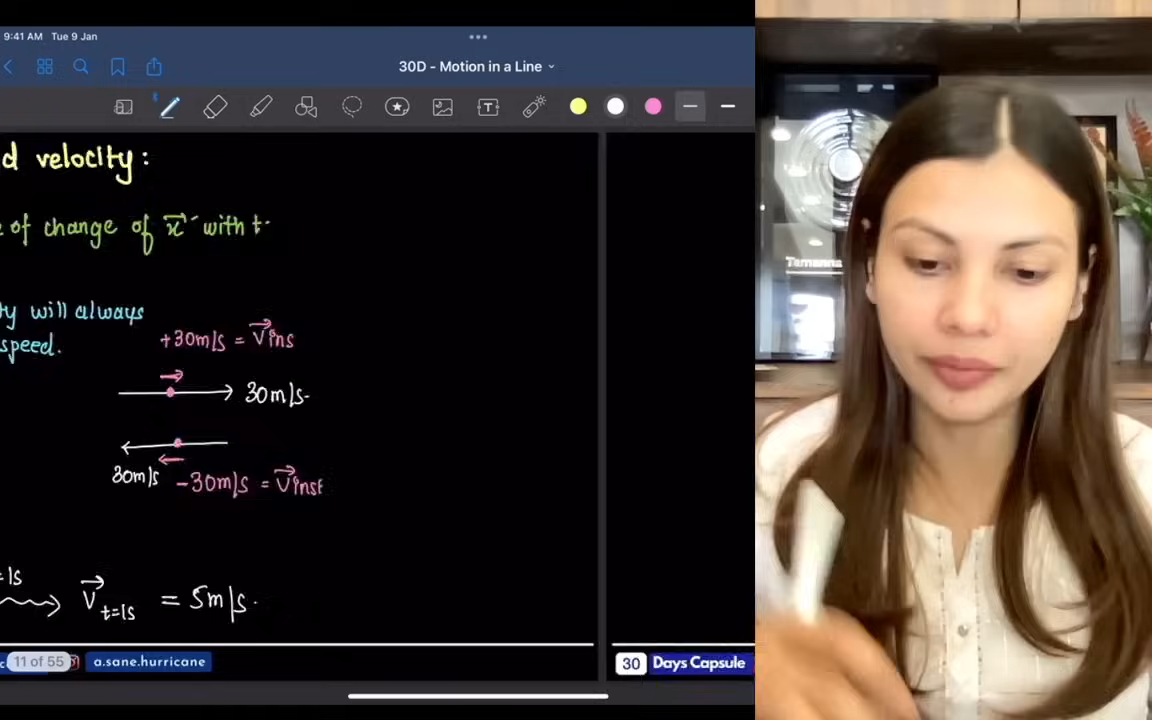 9:41 AM Tue 9 Jan
30D - Motion in a Line
d velocity:
e of change of x⃗ with t.
ty will always
speed.
+30m/s = v⃗ins
30m/s.
30m/s
-30m/s = v⃗inst
=1s
v⃗t=1s = 5m/s.
11 of 55
a.sane.hurricane
30 Days Capsule
Tamanna